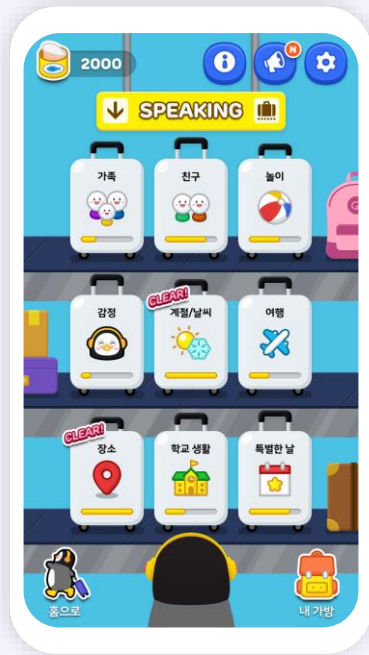 2000
N
SPEAKING
가족
친구
놀이
감정
CLEAR!
계절/날씨
여행
CLEAR!
장소
학교 생활
특별한 날
홈으로
내 가방